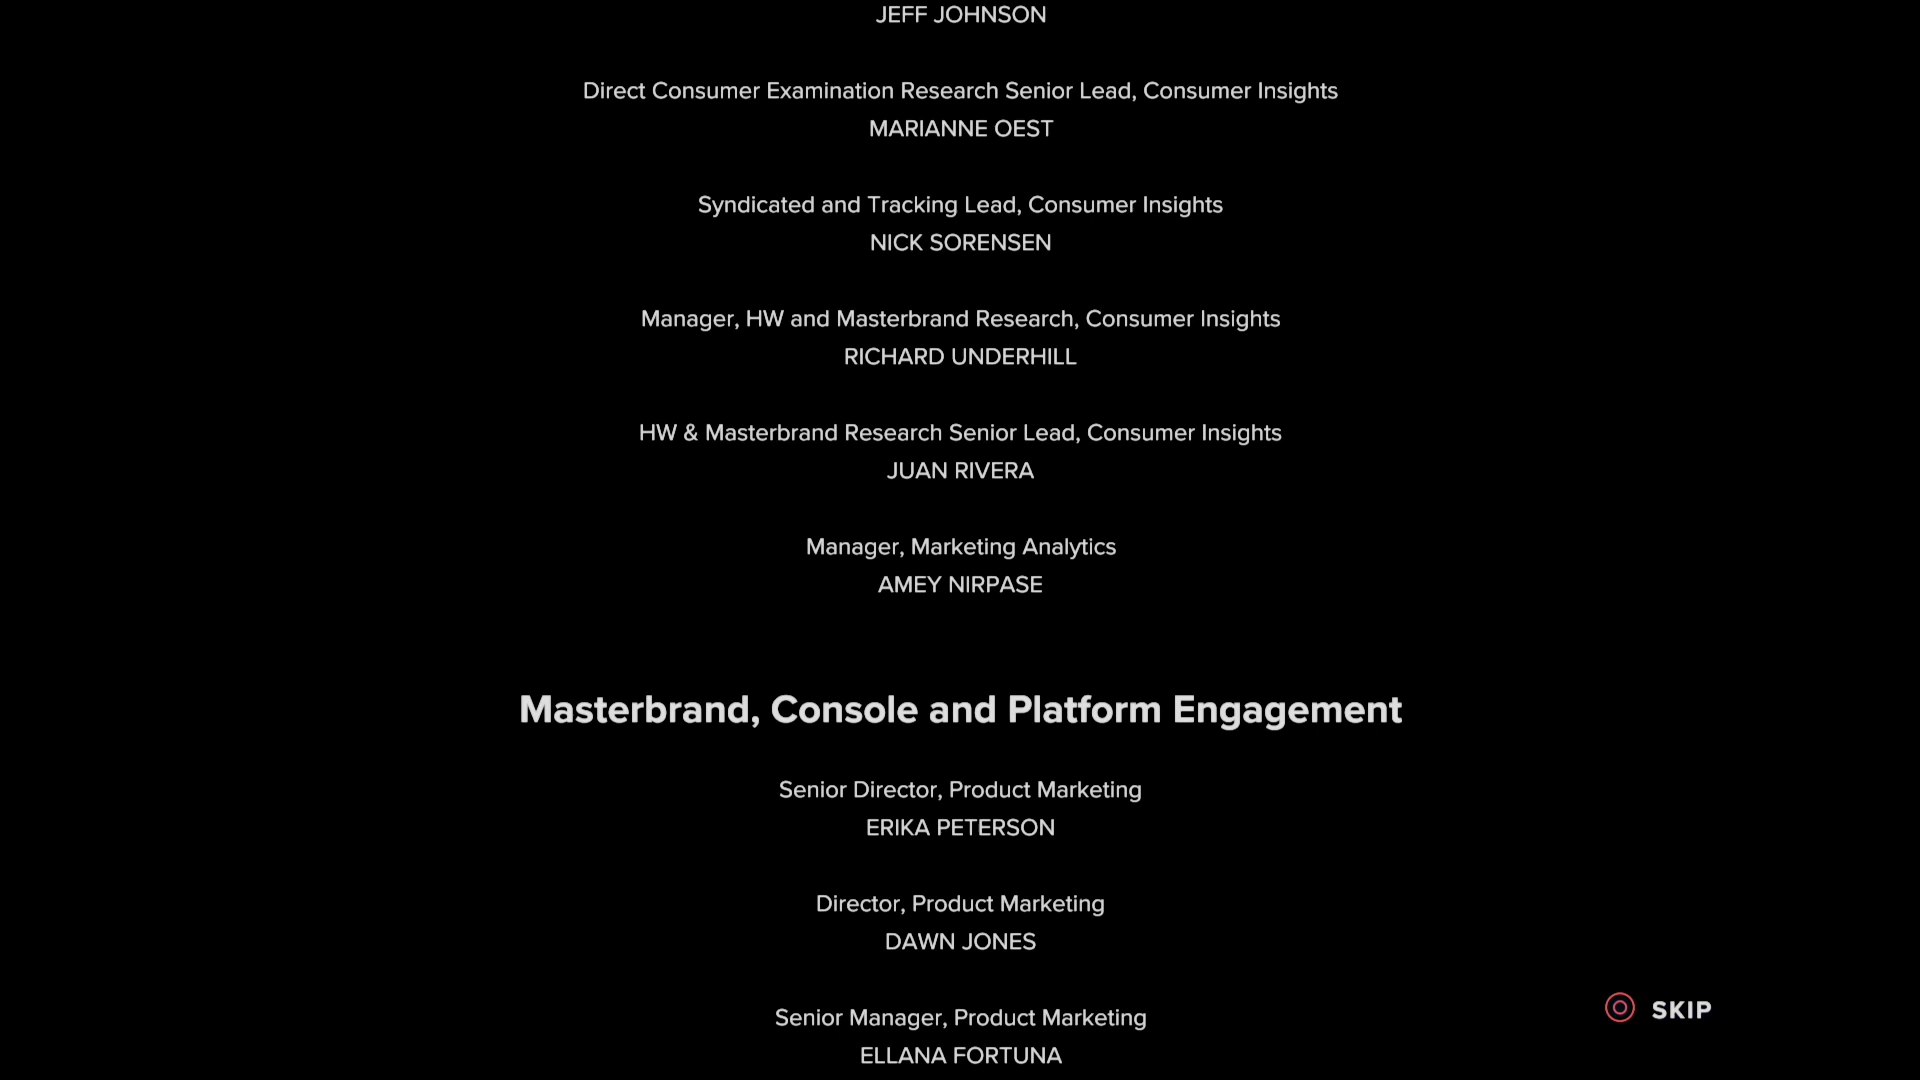 JEFF JOHNSON
Direct Consumer Examination Research Senior Lead, Consumer Insights
MARIANNE OEST
Syndicated and Tracking Lead, Consumer Insights
NICK SORENSEN
Manager, HW and Masterbrand Research, Consumer Insights
RICHARD UNDERHILL
HW & Masterbrand Research Senior Lead, Consumer Insights
JUAN RIVERA
Manager, Marketing Analytics
AMEY NIRPASE
Masterbrand, Console and Platform Engagement
Senior Director, Product Marketing
ERIKA PETERSON
Director, Product Marketing
DAWN JONES
Senior Manager, Product Marketing
ELLANA FORTUNA
SKIP